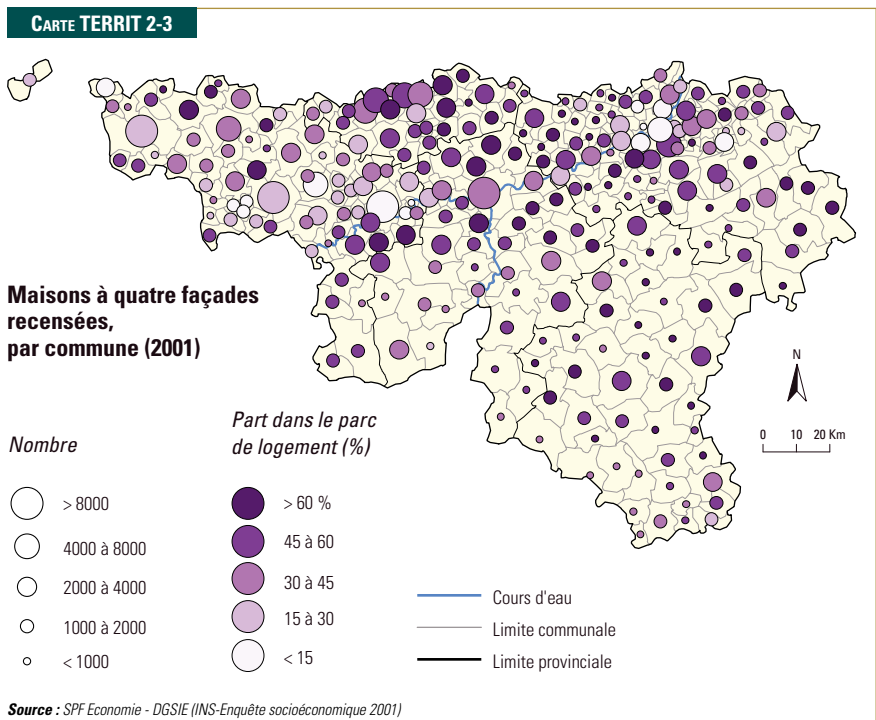 CARTE TERRIT 2-3
Maisons à quatre façades
recensées,
par commune (2001)
N
0 10 20 Km
Nombre
> 8000
4000 à 8000
2000 à 4000
1000 à 2000
< 1000
Part dans le parc
de logement (%)
> 60 %
45 à 60
30 à 45
15 à 30
< 15
Cours d'eau
Limite communale
Limite provinciale
Source : SPF Economie - DGSIE (INS-Enquête socioéconomique 2001)